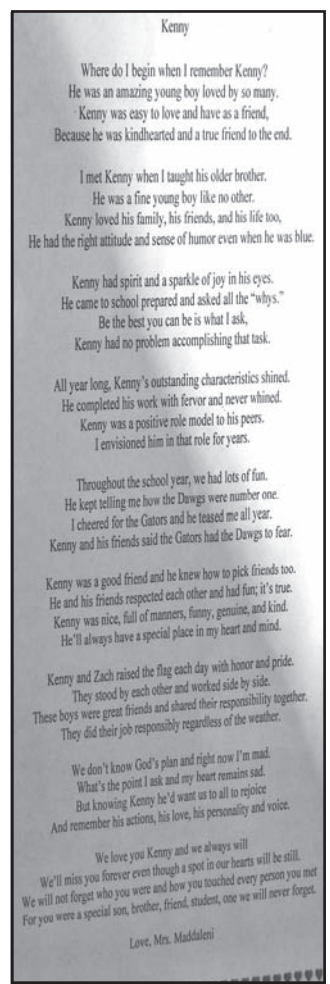 Kenny
Where do I begin when I remember Kenny?
He was an amazing young boy loved by so many.
Kenny was easy to love and have as a friend,
Because he was kindhearted and a true friend to the end.
I met Kenny when I taught his older brother.
He was a fine young boy like no other.
Kenny loved his family, his friends, and his life too,
He had the right attitude and sense of humor even when he was blue.
Kenny had spirit and a sparkle of joy in his eyes.
He came to school prepared and asked all the “whys.”
Be the best you can be is what I ask,
Kenny had no problem accomplishing that task.
All year long, Kenny’s outstanding characteristics shined.
He completed his work with fervor and never whined.
Kenny was a positive role model to his peers.
I envisioned him in that role for years.
Throughout the school year, we had lots of fun.
He kept telling me how the Dawgs were number one.
I cheered for the Gators and he teased me all year.
Kenny and his friends said the Gators had the Dawgs to fear.
Kenny was a good friend and he knew how to pick friends too.
He and his friends respected each other and had fun; it’s true.
Kenny was nice, full of manners, funny, genuine, and kind.
He’ll always have a special place in my heart and mind.
Kenny and Zach raised the flag each day with honor and pride.
They stood by each other and worked side by side.
These boys were great friends and shared their responsibility together.
They did their job responsibly regardless of the weather.
We don’t know God’s plan and right now I’m mad.
What’s the point I ask and my heart remains sad.
But knowing Kenny he’d want us to all to rejoice
And remember his actions, his love, his personality and voice.
We love you Kenny and we always will
We’ll miss you forever even though a spot in our hearts will be still.
We will not forget who you were and how you touched every person you met
For you were a special son, brother, friend, student, one we will never forget.
Love, Mrs. Maddaleni